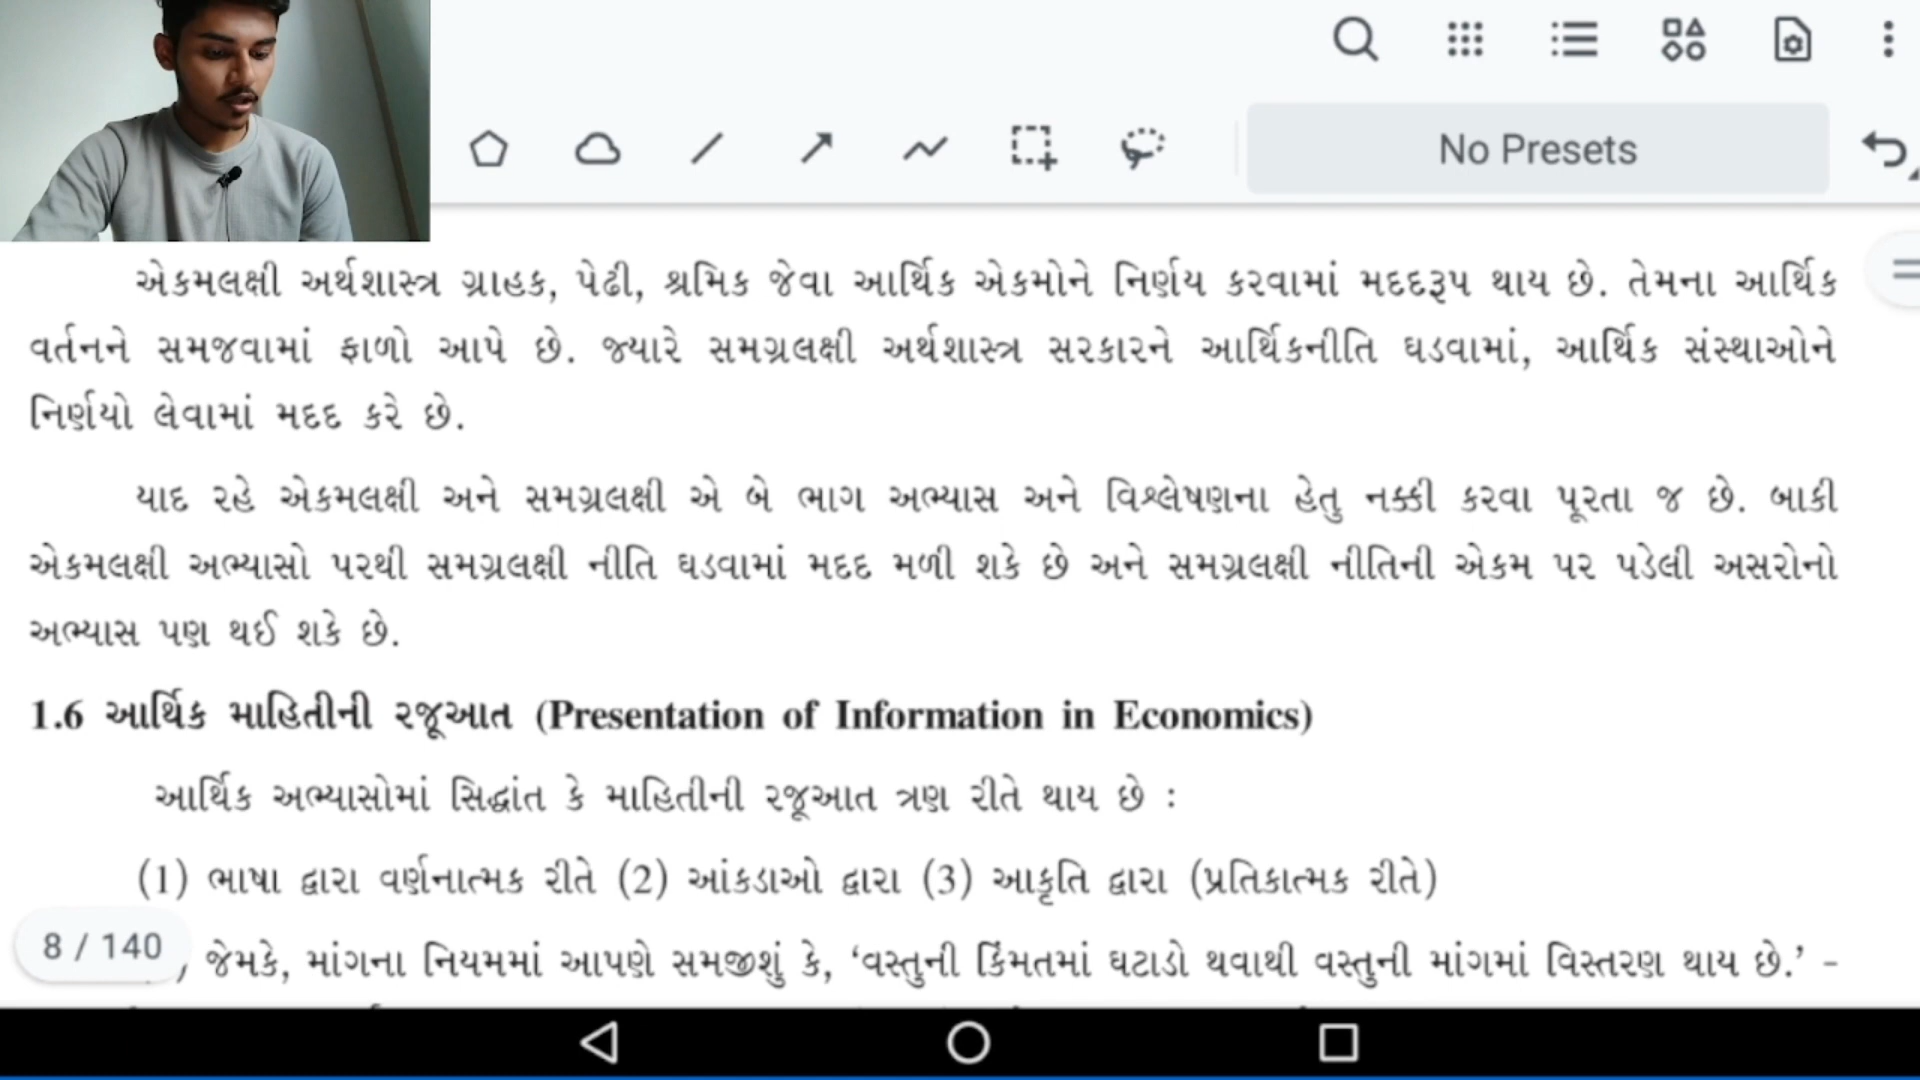 No Presets
એકમલક્ષી અર્થશાસ્ત્ર ગ્રાહક, પેઢી, શ્રમિક જેવા આર્થિક એકમોને નિર્ણય કરવામાં મદદરૂપ થાય છે. તેમના આર્થિક
વર્તનને સમજવામાં ફાળો આપે છે. જ્યારે સમગ્રલક્ષી અર્થશાસ્ત્ર સરકારને આર્થિકનીતિ ઘડવામાં, આર્થિક સંસ્થાઓને
નિર્ણયો લેવામાં મદદ કરે છે.
યાદ રહે એકમલક્ષી અને સમગ્રલક્ષી એ બે ભાગ અભ્યાસ અને વિશ્લેષણના હેતુ નક્કી કરવા પૂરતા જ છે. બાકી
એકમલક્ષી અભ્યાસો પરથી સમગ્રલક્ષી નીતિ ઘડવામાં મદદ મળી શકે છે અને સમગ્રલક્ષી નીતિની એકમ પર પડેલી અસરોનો
અભ્યાસ પણ થઈ શકે છે.
1.6 આર્થિક માહિતીની રજૂઆત (Presentation of Information in Economics)
આર્થિક અભ્યાસોમાં સિદ્ધાંત કે માહિતીની રજૂઆત ત્રણ રીતે થાય છે :
(1) ભાષા દ્વારા વર્ણનાત્મક રીતે (2) આંકડાઓ દ્વારા (3) આકૃતિ દ્વારા (પ્રતિકાત્મક રીતે)
8 / 140
જેમકે, માંગના નિયમમાં આપણે સમજીશું કે, ‘વસ્તુની કિંમતમાં ઘટાડો થવાથી વસ્તુની માંગમાં વિસ્તરણ થાય છે.’ –